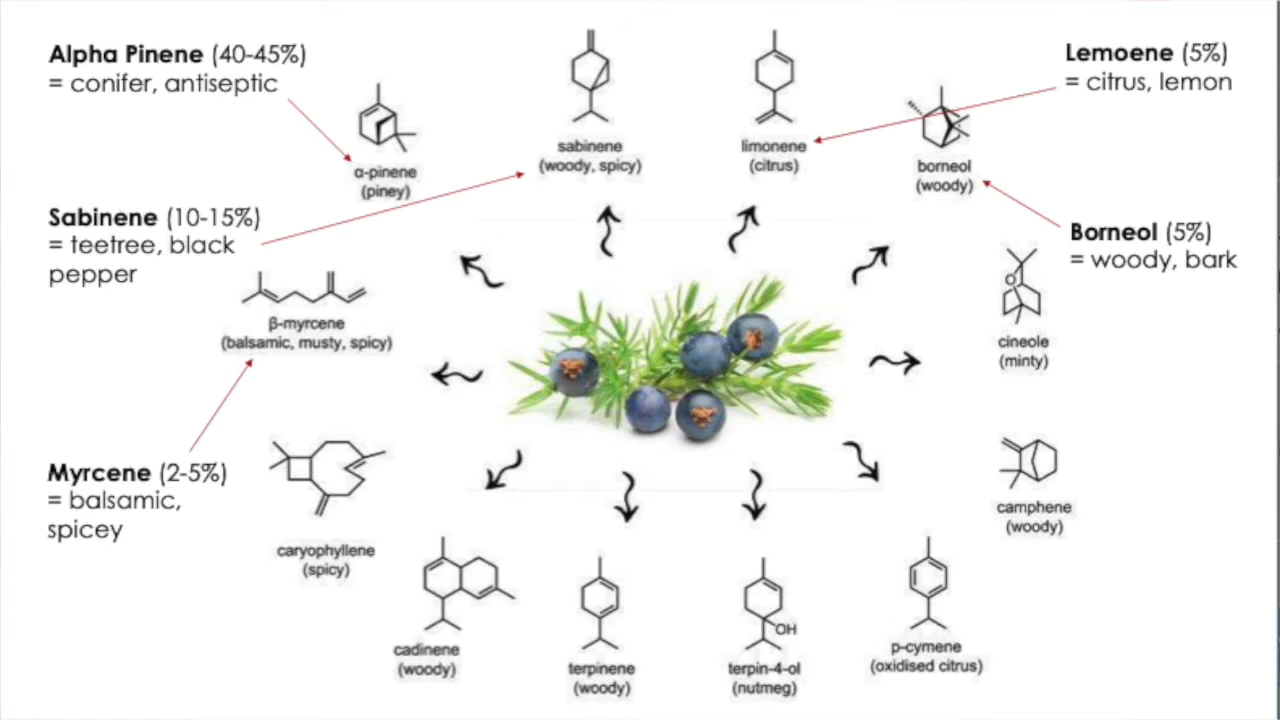 Alpha Pinene (40-45%)
= conifer, antiseptic
α-pinene
(piney)
sabinene
(woody, spicy)
limonene
(citrus)
Lemoene (5%)
= citrus, lemon
borneol
(woody)
Sabinene (10-15%)
= teetree, black
pepper
Borneol (5%)
= woody, bark
β-myrcene
(balsamic, musty, spicy)
O
cineole
(minty)
Myrcene (2-5%)
= balsamic,
spicey
caryophyllene
(spicy)
camphene
(woody)
cadinene
(woody)
terpinene
(woody)
OH
terpin-4-ol
(nutmeg)
p-cymene
(oxidised citrus)